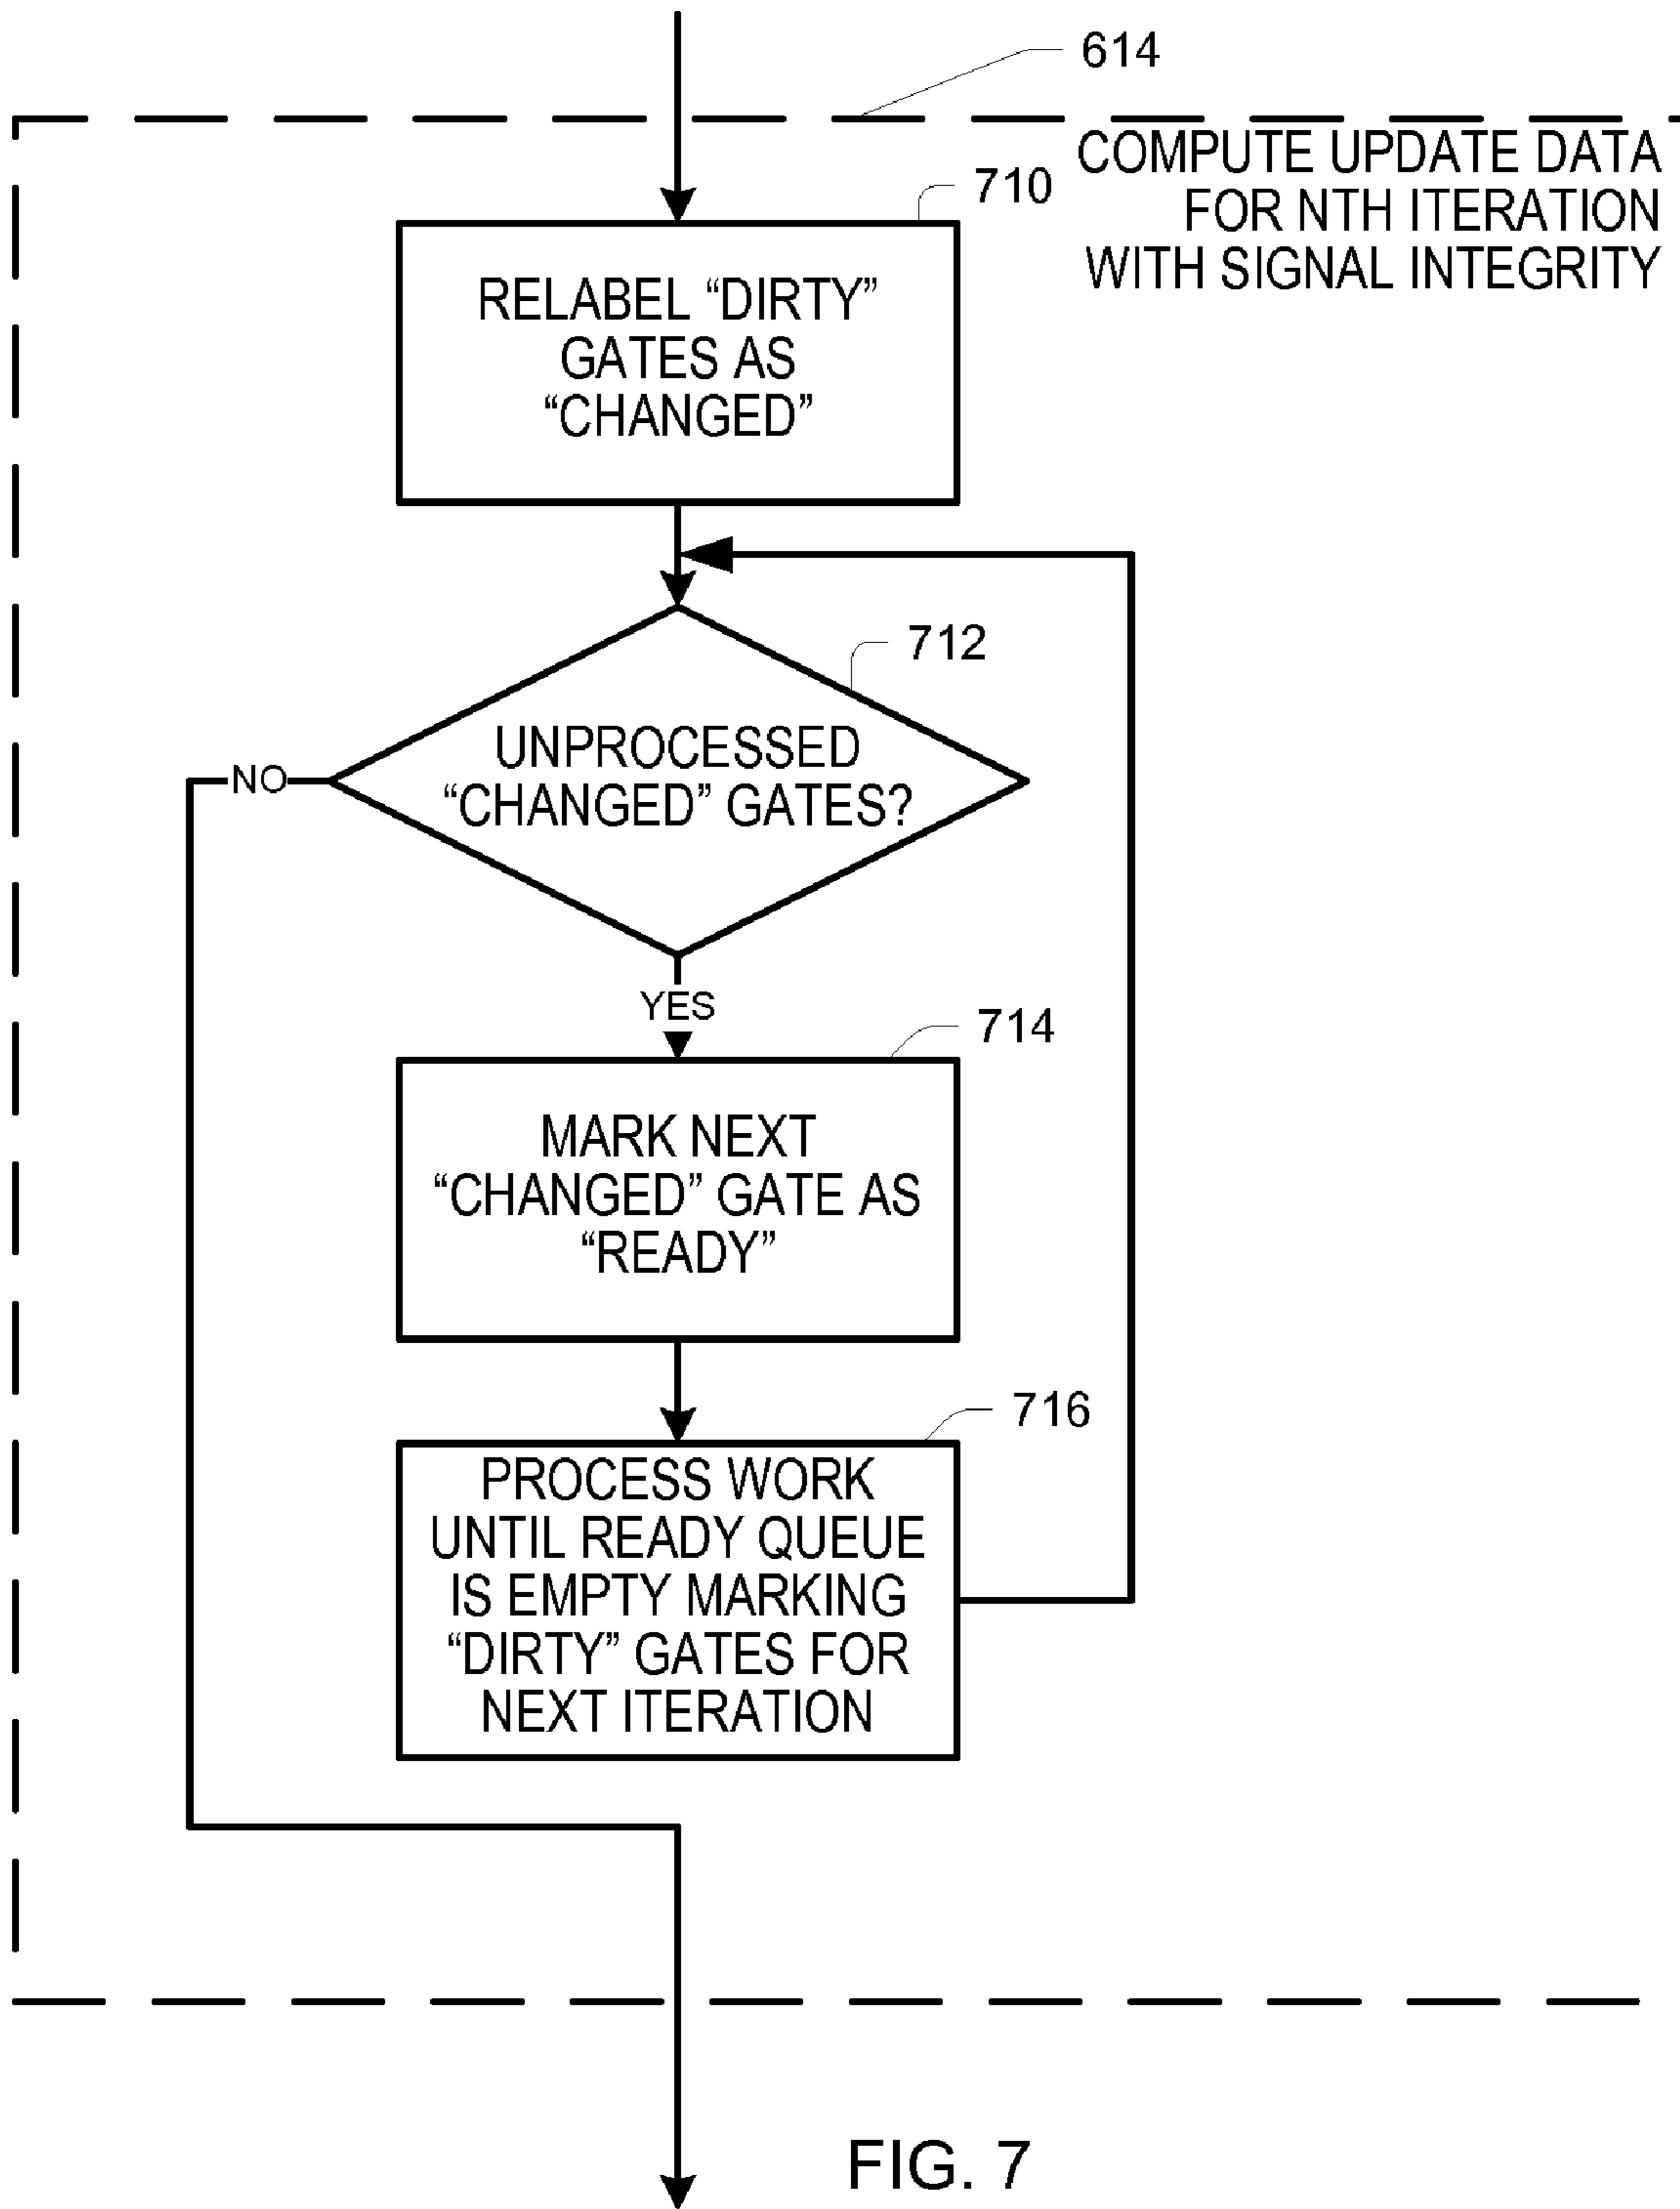 614
COMPUTE UPDATE DATA
FOR NTH ITERATION
WITH SIGNAL INTEGRITY
710
RELABEL “DIRTY”
GATES AS
“CHANGED”
712
UNPROCESSED
“CHANGED” GATES?
NO
YES
714
MARK NEXT
“CHANGED” GATE AS
“READY”
716
PROCESS WORK
UNTIL READY QUEUE
IS EMPTY MARKING
“DIRTY” GATES FOR
NEXT ITERATION
FIG. 7